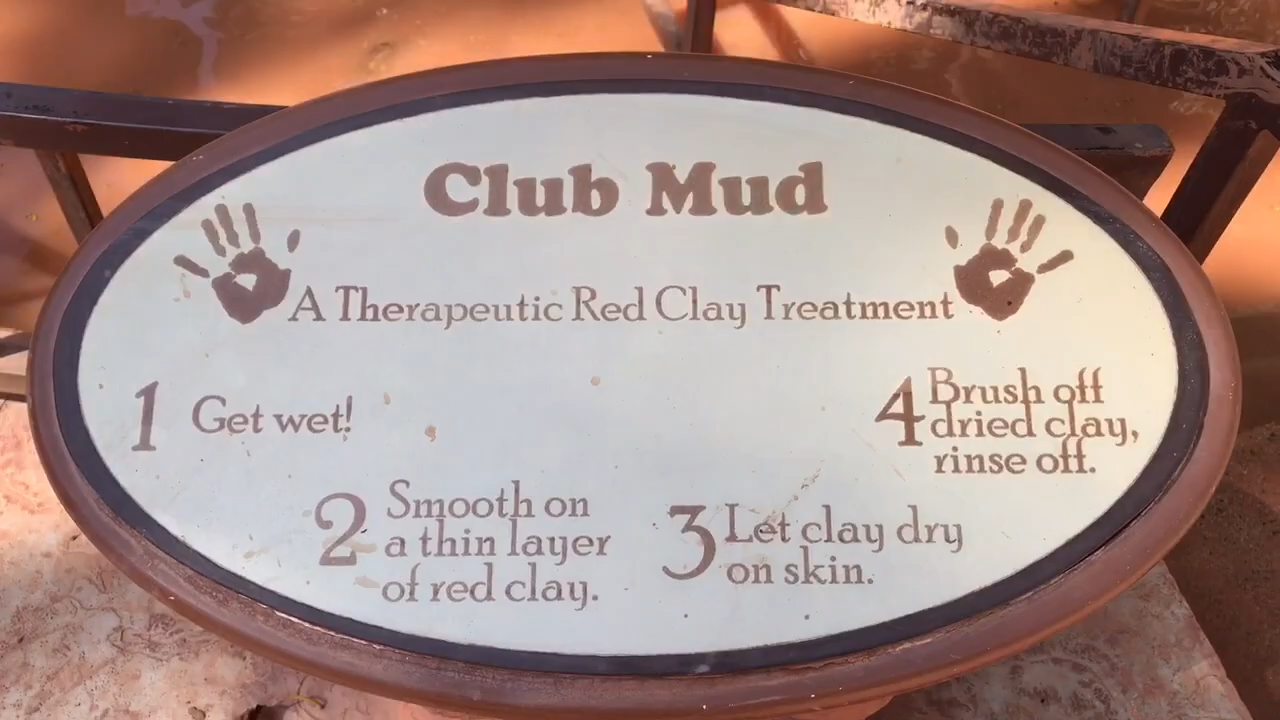 Club Mud
A Therapeutic Red Clay Treatment
1 Get wet!
2 Smooth on
a thin layer
of red clay.
3 Let clay dry
on skin.
4 Brush off
dried clay,
rinse off.